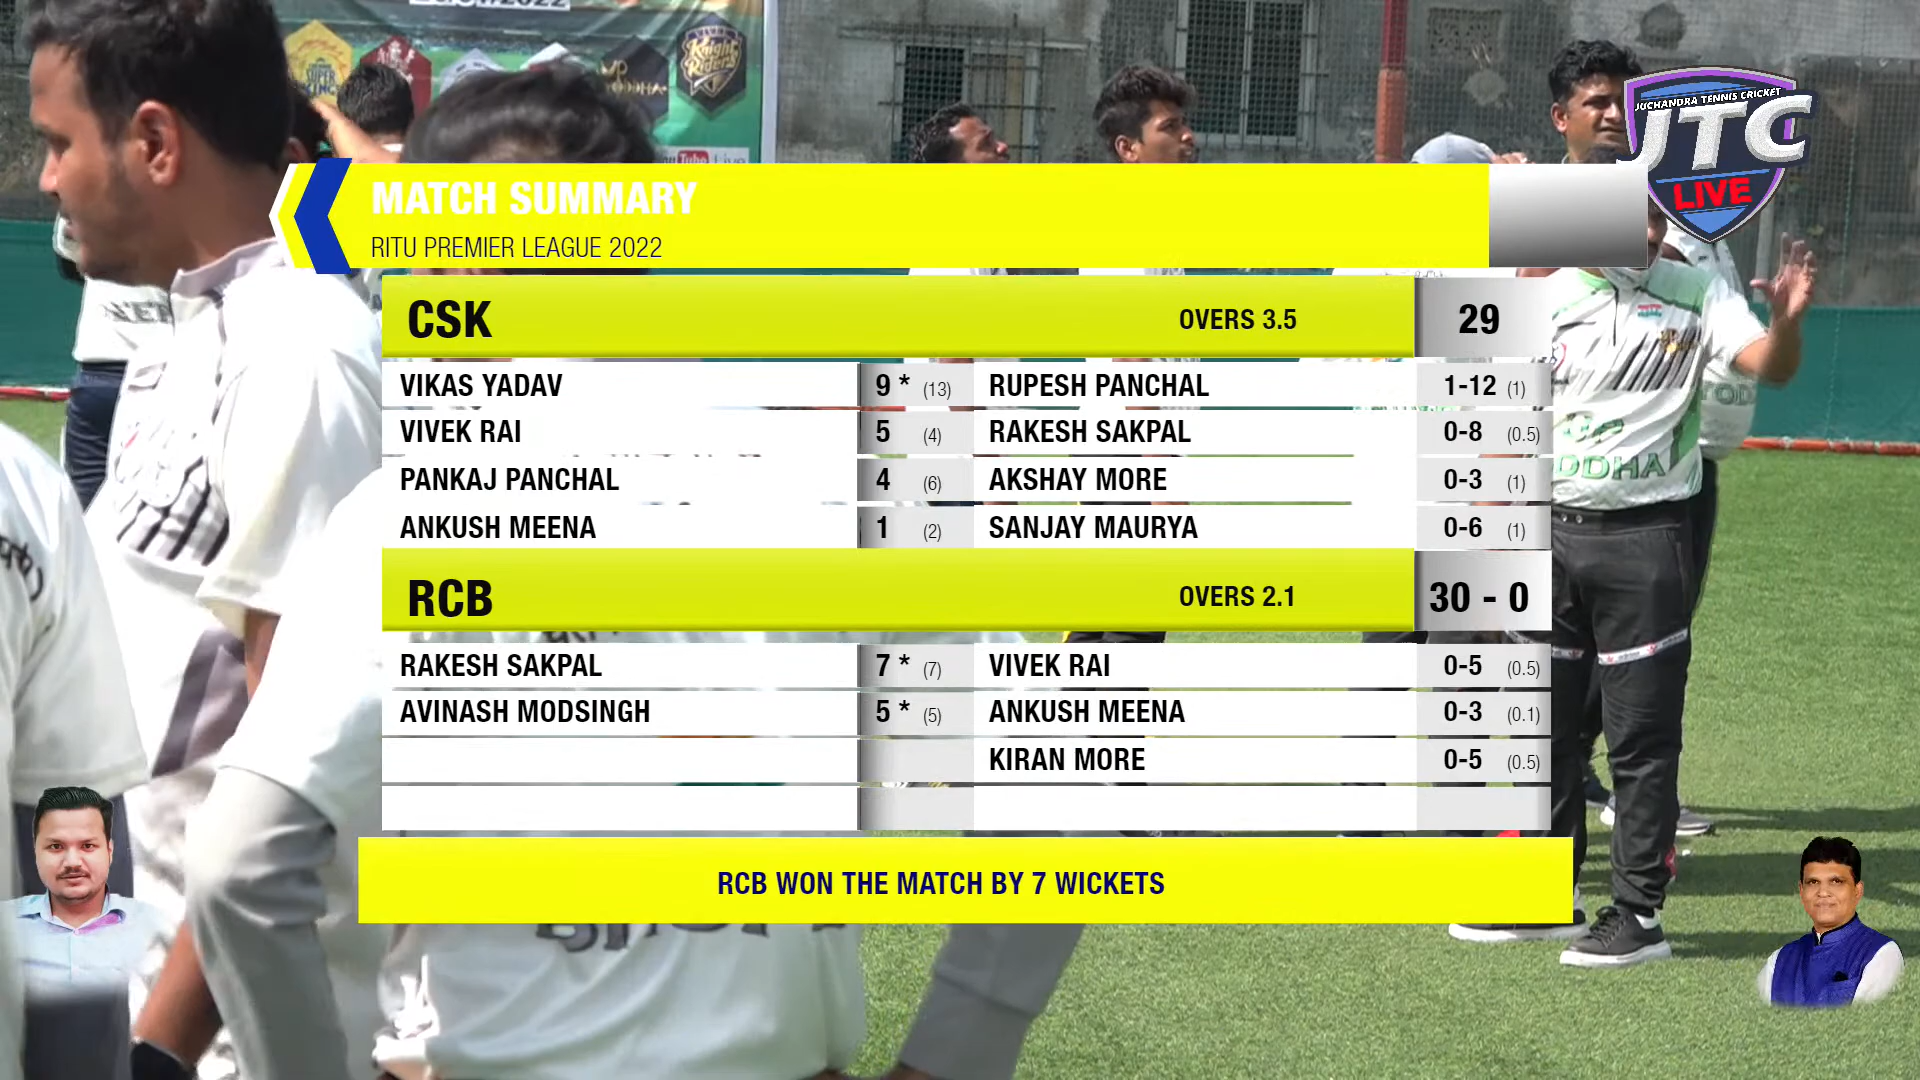 Knight
Riders
JUCHANDRA TENNIS CRICKET
JTC
LIVE
MATCH SUMMARY
RITU PREMIER LEAGUE 2022
CSK OVERS 3.5 29
VIKAS YADAV 9 * (13) RUPESH PANCHAL 1-12 (1)
VIVEK RAI 5 (4) RAKESH SAKPAL 0-8 (0.5)
PANKAJ PANCHAL 4 (6) AKSHAY MORE 0-3 (1)
ANKUSH MEENA 1 (2) SANJAY MAURYA 0-6 (1)
RCB OVERS 2.1 30 - 0
RAKESH SAKPAL 7 * (7) VIVEK RAI 0-5 (0.5)
AVINASH MODSINGH 5 * (5) ANKUSH MEENA 0-3 (0.1)
KIRAN MORE 0-5 (0.5)
RCB WON THE MATCH BY 7 WICKETS